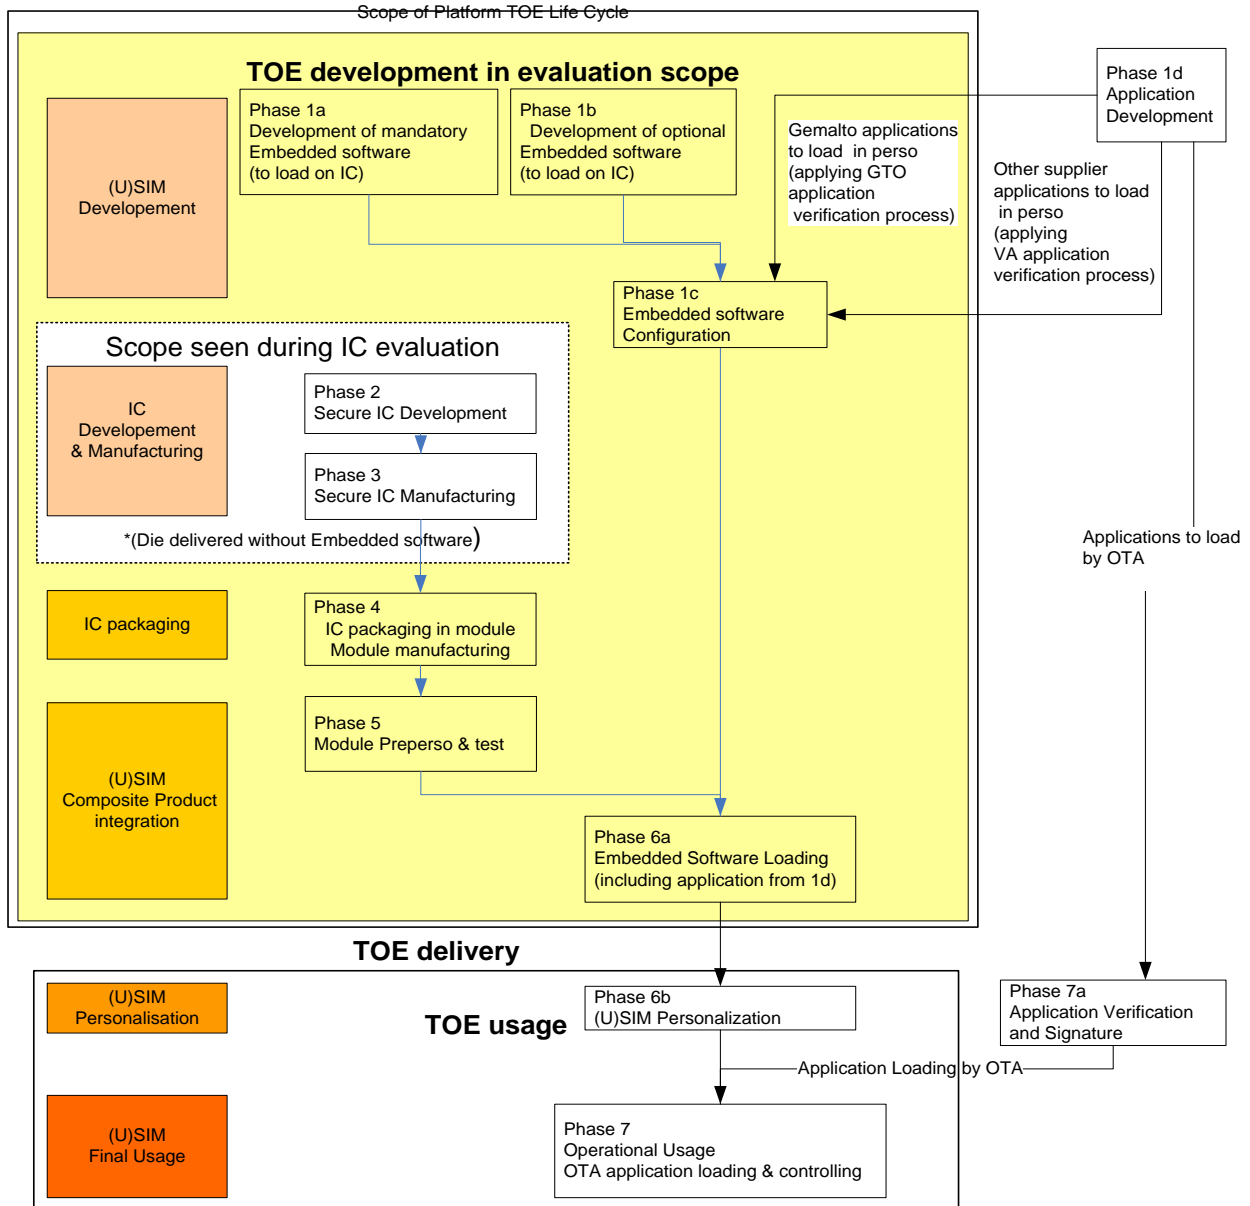 Scope of Platform TOE Life Cycle
TOE development in evaluation scope
(U)SIM
Developement
Phase 1a
Development of mandatory
Embedded software
(to load on IC)
Phase 1b
Development of optional
Embedded software
(to load on IC)
Gemalto applications
to load in perso
(applying GTO
application
verification process)
Phase 1d
Application
Development
Other supplier
applications to load
in perso
(applying
VA application
verification process)
Phase 1c
Embedded software
Configuration
Scope seen during IC evaluation
IC
Developement
& Manufacturing
Phase 2
Secure IC Development
Phase 3
Secure IC Manufacturing
*(Die delivered without Embedded software)
Applications to load
by OTA
IC packaging
Phase 4
IC packaging in module
Module manufacturing
(U)SIM
Composite Product
integration
Phase 5
Module Preperso & test
Phase 6a
Embedded Software Loading
(including application from 1d)
TOE delivery
(U)SIM
Personalisation
TOE usage
Phase 6b
(U)SIM Personalization
Phase 7a
Application Verification
and Signature
Application Loading by OTA
(U)SIM
Final Usage
Phase 7
Operational Usage
OTA application loading & controlling